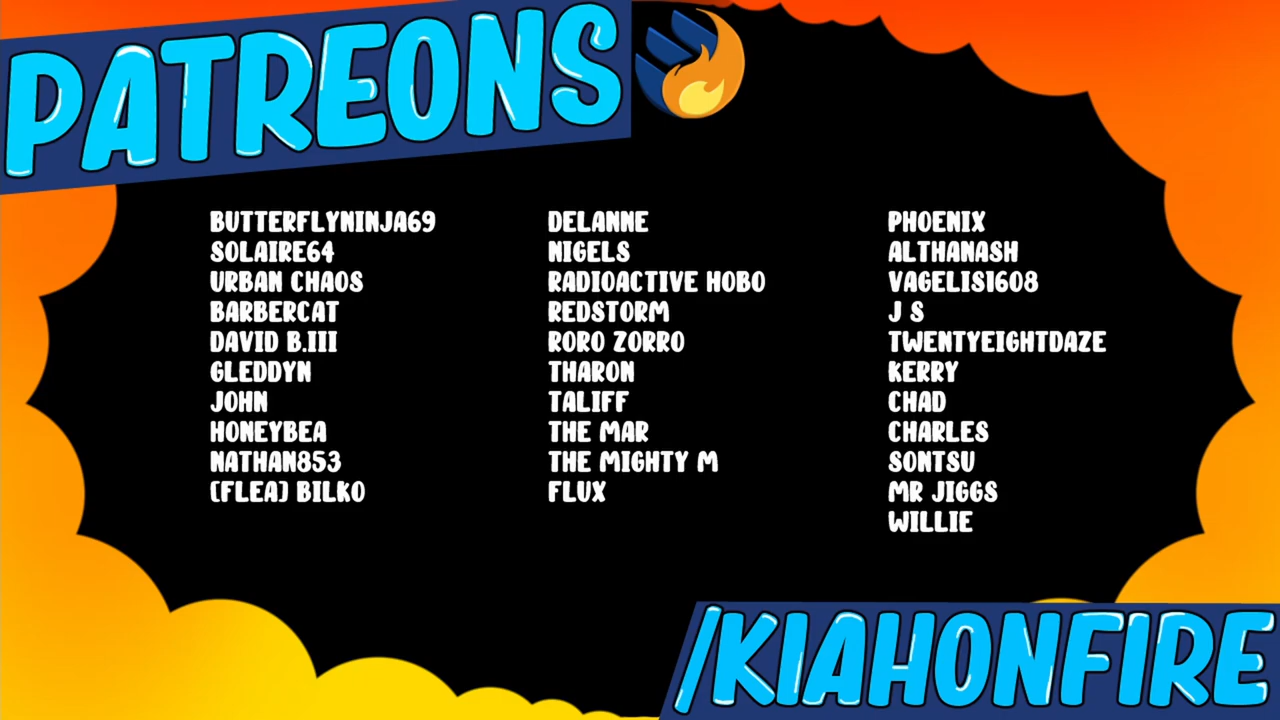 PATREONS
BUTTERFLYNINJA69
SOLAIRE64
URBAN CHAOS
BARBERCAT
DAVID B.III
GLEDDYN
JOHN
HONEYBEA
NATHAN853
(FLEA) BILKO
DELANNE
NIGELS
RADIOACTIVE HOBO
REDSTORM
RORO ZORRO
THARON
TALIFF
THE MAR
THE MIGHTY M
FLUX
PHOENIX
ALTHANASH
VAGELIS1608
J S
TWENTYEIGHTDAZE
KERRY
CHAD
CHARLES
SONTSU
MR JIGGS
WILLIE
/KIAHONFIRE